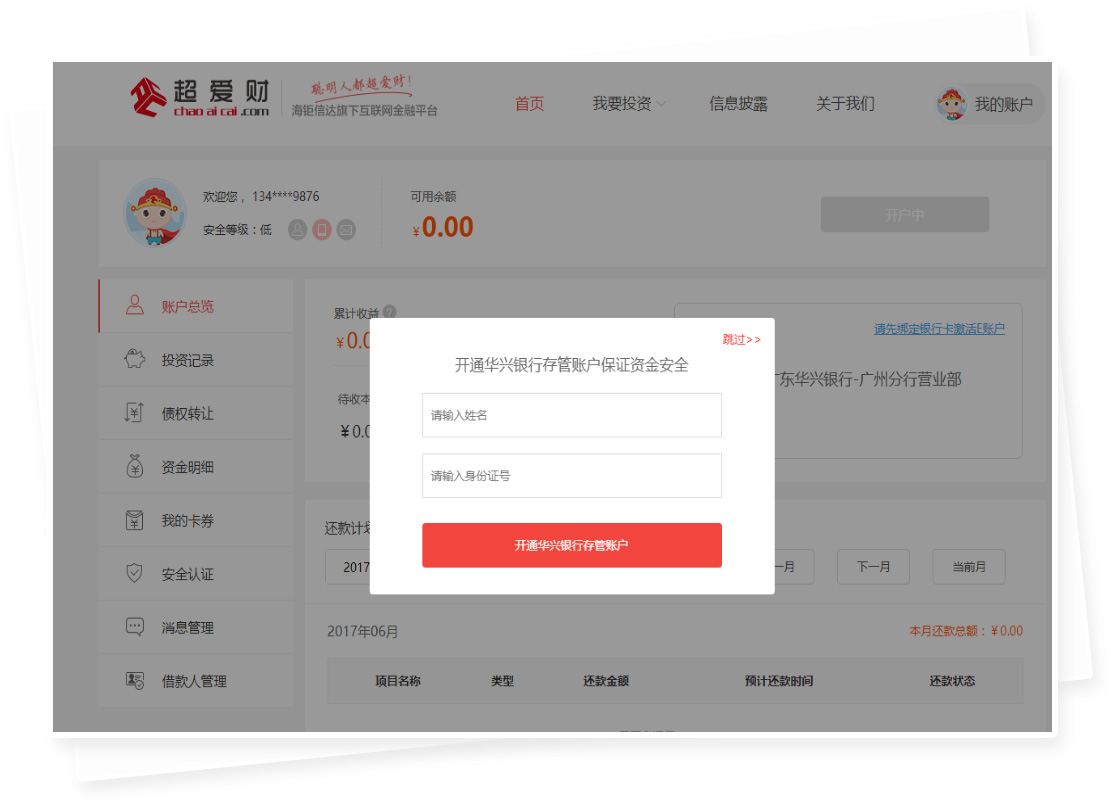 超爱财
chao ai cai .com
聪明人都超爱财!
海钜信达旗下互联网金融平台
首页
我要投资
信息披露
关于我们
我的账户
欢迎您，134****9876
安全等级：低
可用余额
¥0.00
开户中
账户总览
投资记录
债权转让
资金明细
我的卡券
安全认证
消息管理
借款人管理
累计收益 ?
¥0.0
待收本
¥0.0
请先绑定银行卡激活E账户
广东华兴银行-广州分行营业部
跳过>>
开通华兴银行存管账户保证资金安全
请输入姓名
请输入身份证号
开通华兴银行存管账户
还款计划
2017
一月
下一月
当前月
2017年06月
本月还款总额：¥0.00
项目名称 类型 还款金额 预计还款时间 还款状态